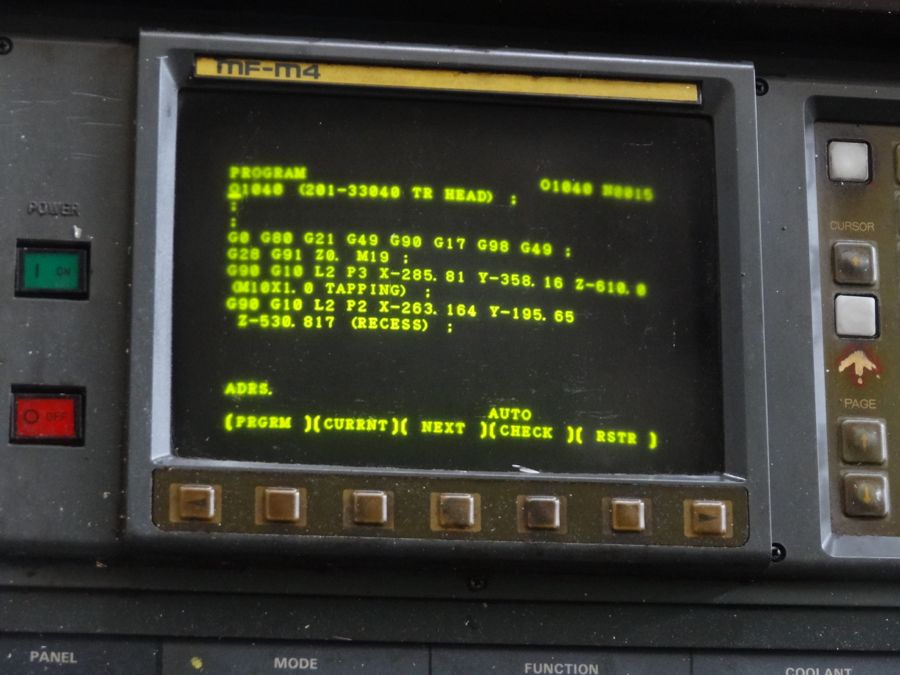 MF-M4
PROGRAM
O1040 N0015
O1040 (201-33040 TR HEAD) ;
;
;
G0 G80 G21 G49 G90 G17 G98 G49 ;
G28 G91 Z0. M19 ;
G90 G10 L2 P3 X-285.81 Y-358.16 Z-610.0
(M10X1.0 TAPPING) ;
G90 G10 L2 P2 X-263.164 Y-195.65
Z-530.817 (RECESS) ;
ADRS.
AUTO
[PRGRM ][CURRNT][ NEXT ][CHECK ][ RSTR ]
POWER
I ON
O OFF
CURSOR
PAGE
PANEL
MODE
FUNCTION
COOLANT